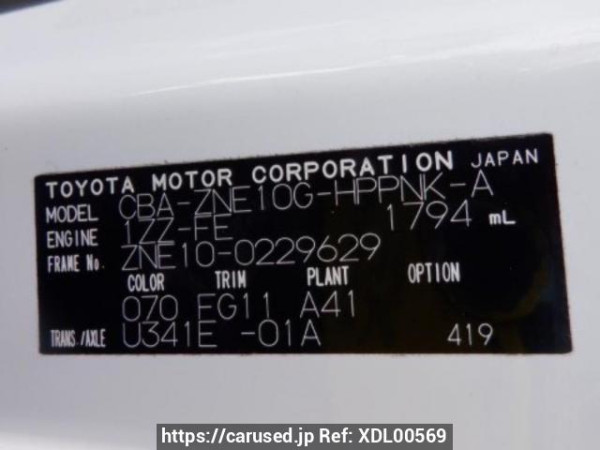 TOYOTA MOTOR CORPORATION JAPAN
MODEL CBA-ZNE10G-HPPNK-A
ENGINE 1ZZ-FE 1794 mL
FRAME No. ZNE10-0229629
COLOR TRIM PLANT OPTION
070 FG11 A41
TRANS./AXLE U341E -01A 419
https://carused.jp Ref: XDL00569